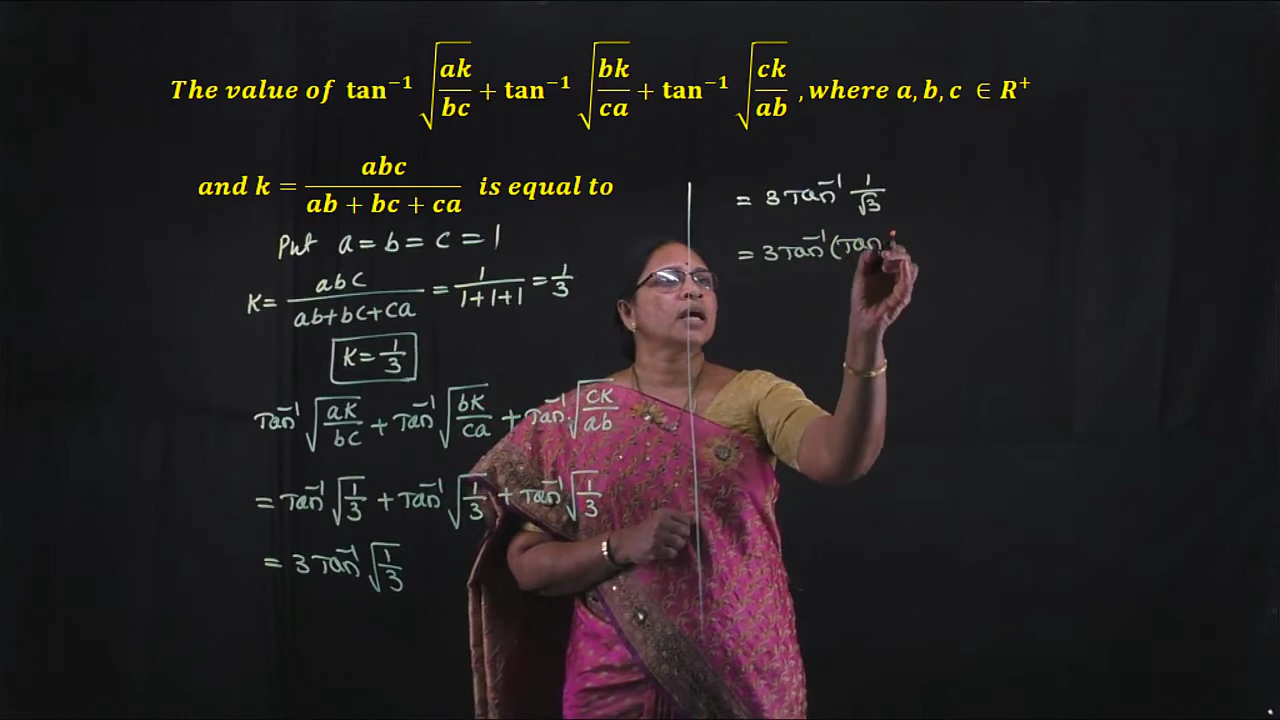 The value of tan⁻¹ √(ak/bc) + tan⁻¹ √(bk/ca) + tan⁻¹ √(ck/ab) , where a, b, c ∈ R⁺
and k = abc/(ab + bc + ca) is equal to
Put a = b = c = 1
K = abc/(ab+bc+ca) = 1/(1+1+1) = 1/3
K = 1/3
Tan⁻¹ √(aK/bc) + Tan⁻¹ √(bK/ca) + Tan⁻¹ √(cK/ab)
= Tan⁻¹ √(1/3) + Tan⁻¹ √(1/3) + Tan⁻¹ √(1/3)
= 3 Tan⁻¹ √(1/3)
= 3 Tan⁻¹ 1/√3
= 3 Tan⁻¹ (Tan